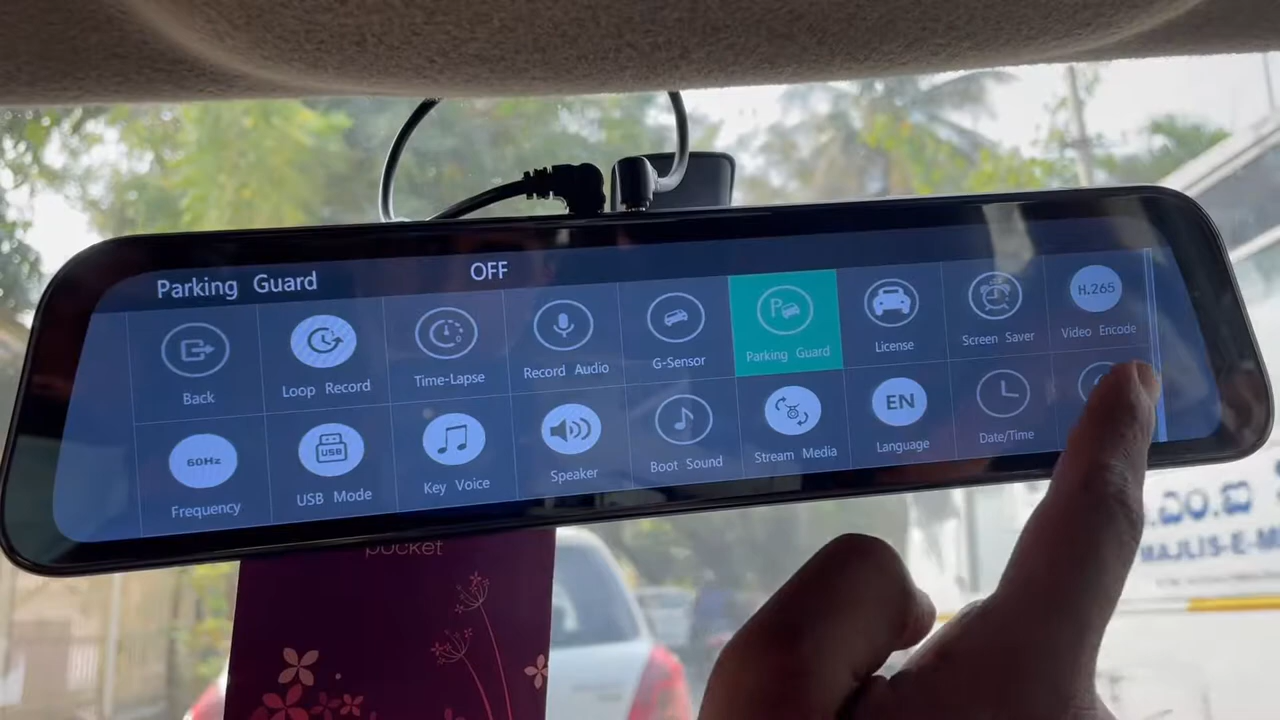 Parking Guard
OFF
Back
Loop Record
Time-Lapse
Record Audio
G-Sensor
P
Parking Guard
License
Screen Saver
H.265
Video Encode
60Hz
Frequency
USB
USB Mode
Key Voice
Speaker
Boot Sound
Stream Media
EN
Language
Date/Time
pocket
.ಎಂ.ಐ
MAJLIS-E-M